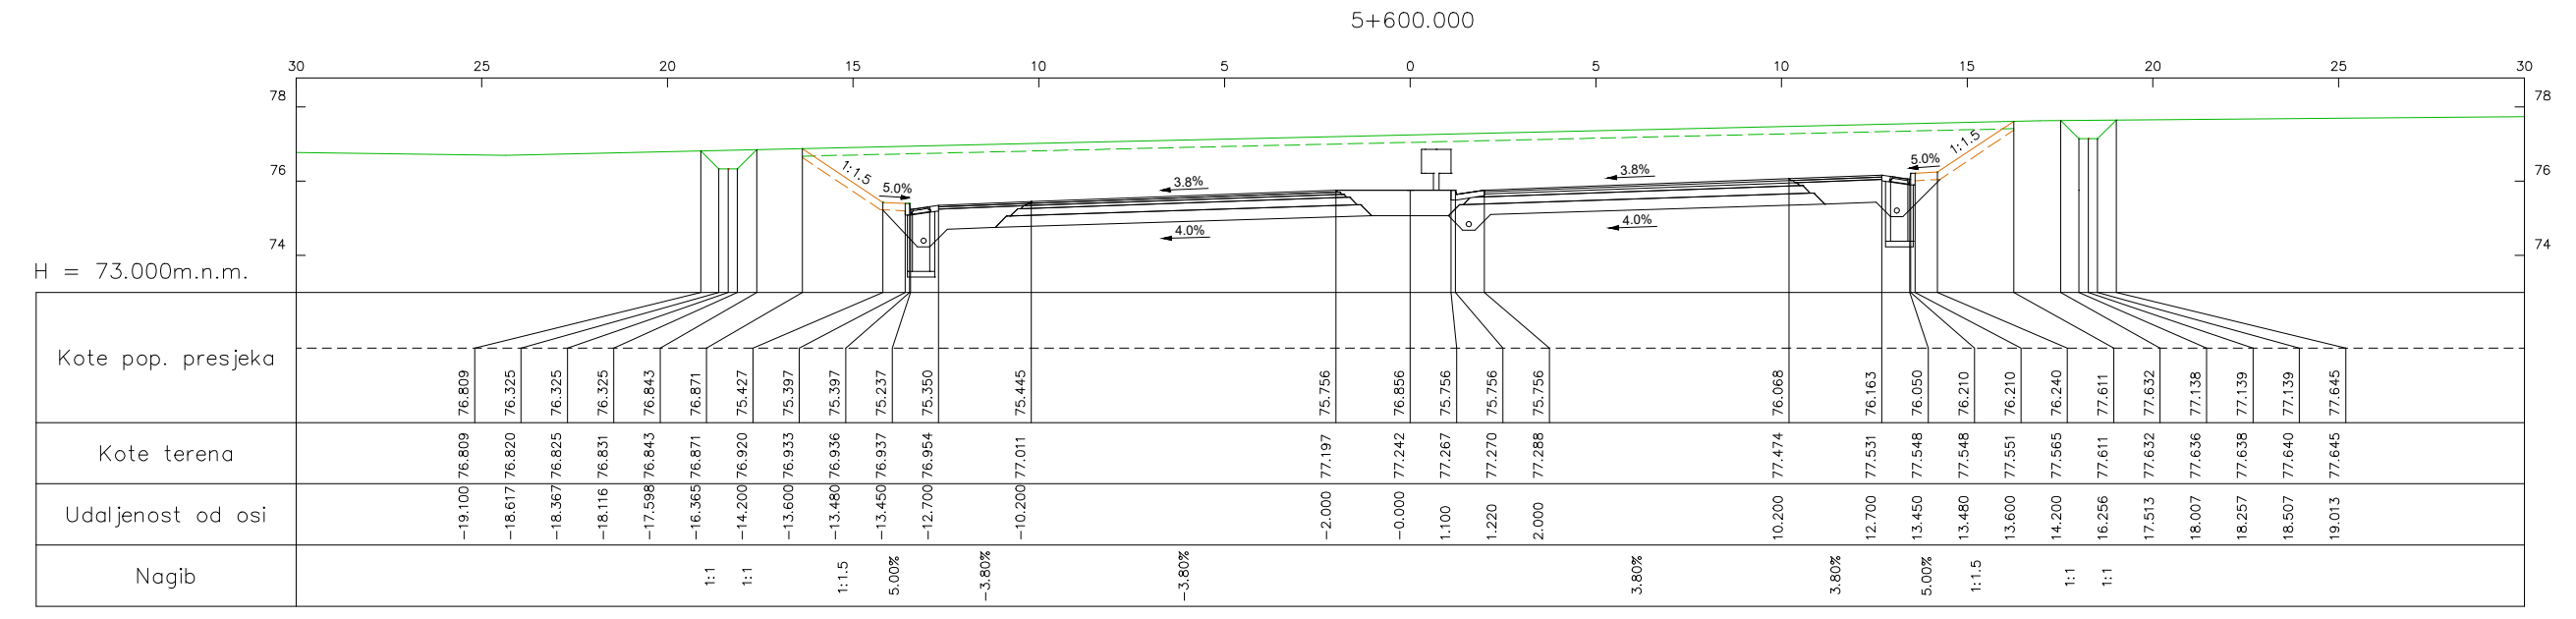 5+600.000
30 25 20 15 10 5 0 5 10 15 20 25 30
78 78
76 76
74 74
1:1.5 5.0% 3.8% 3.8% 5.0% 1:1.5
4.0% 4.0%
H = 73.000m.n.m.
Kote pop. presjeka 76.809 76.325 76.325 76.325 76.843 76.871 75.427 75.397 75.397 75.237 75.350 75.445 75.756 76.856 75.756 75.756 75.756 76.068 76.163 76.050 76.210 76.210 76.240 77.611 77.632 77.138 77.139 77.139 77.645
Kote terena 76.809 76.820 76.825 76.831 76.843 76.871 76.920 76.933 76.936 76.937 76.954 77.011 77.197 77.242 77.267 77.270 77.288 77.474 77.531 77.548 77.548 77.551 77.565 77.611 77.632 77.636 77.638 77.640 77.645
Udaljenost od osi −19.100 −18.617 −18.367 −18.116 −17.598 −16.365 −14.200 −13.600 −13.480 −13.450 −12.700 −10.200 −2.000 −0.000 1.100 1.220 2.000 10.200 12.700 13.450 13.480 13.600 14.200 16.256 17.513 18.007 18.257 18.507 19.013
Nagib 1:1 1:1 1:1.5 5.00% −3.80% −3.80% 3.80% 3.80% 5.00% 1:1.5 1:1 1:1